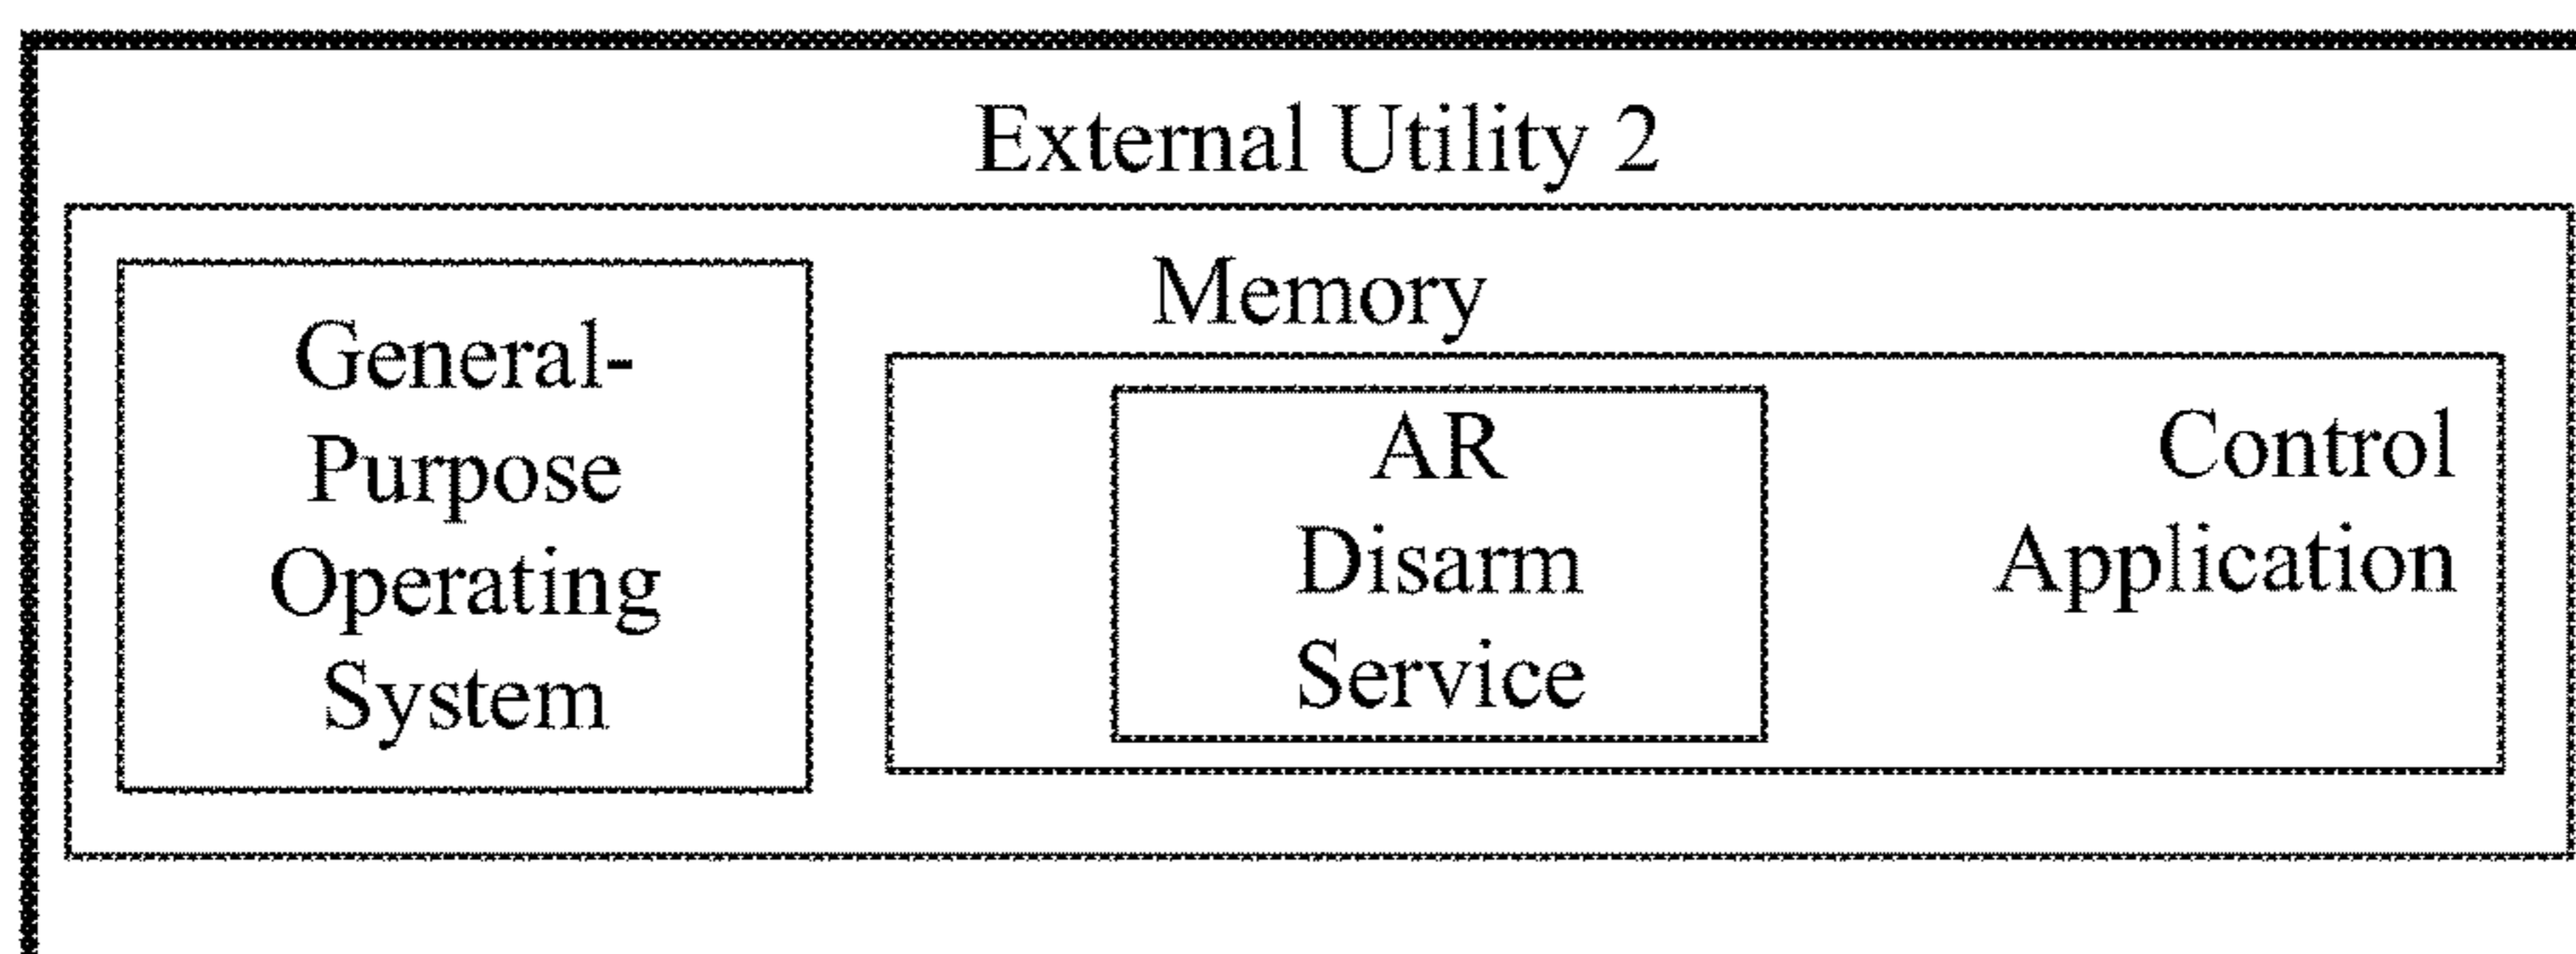 External Utility 2
Memory
General-
Purpose
Operating
System
AR
Disarm
Service
Control
Application